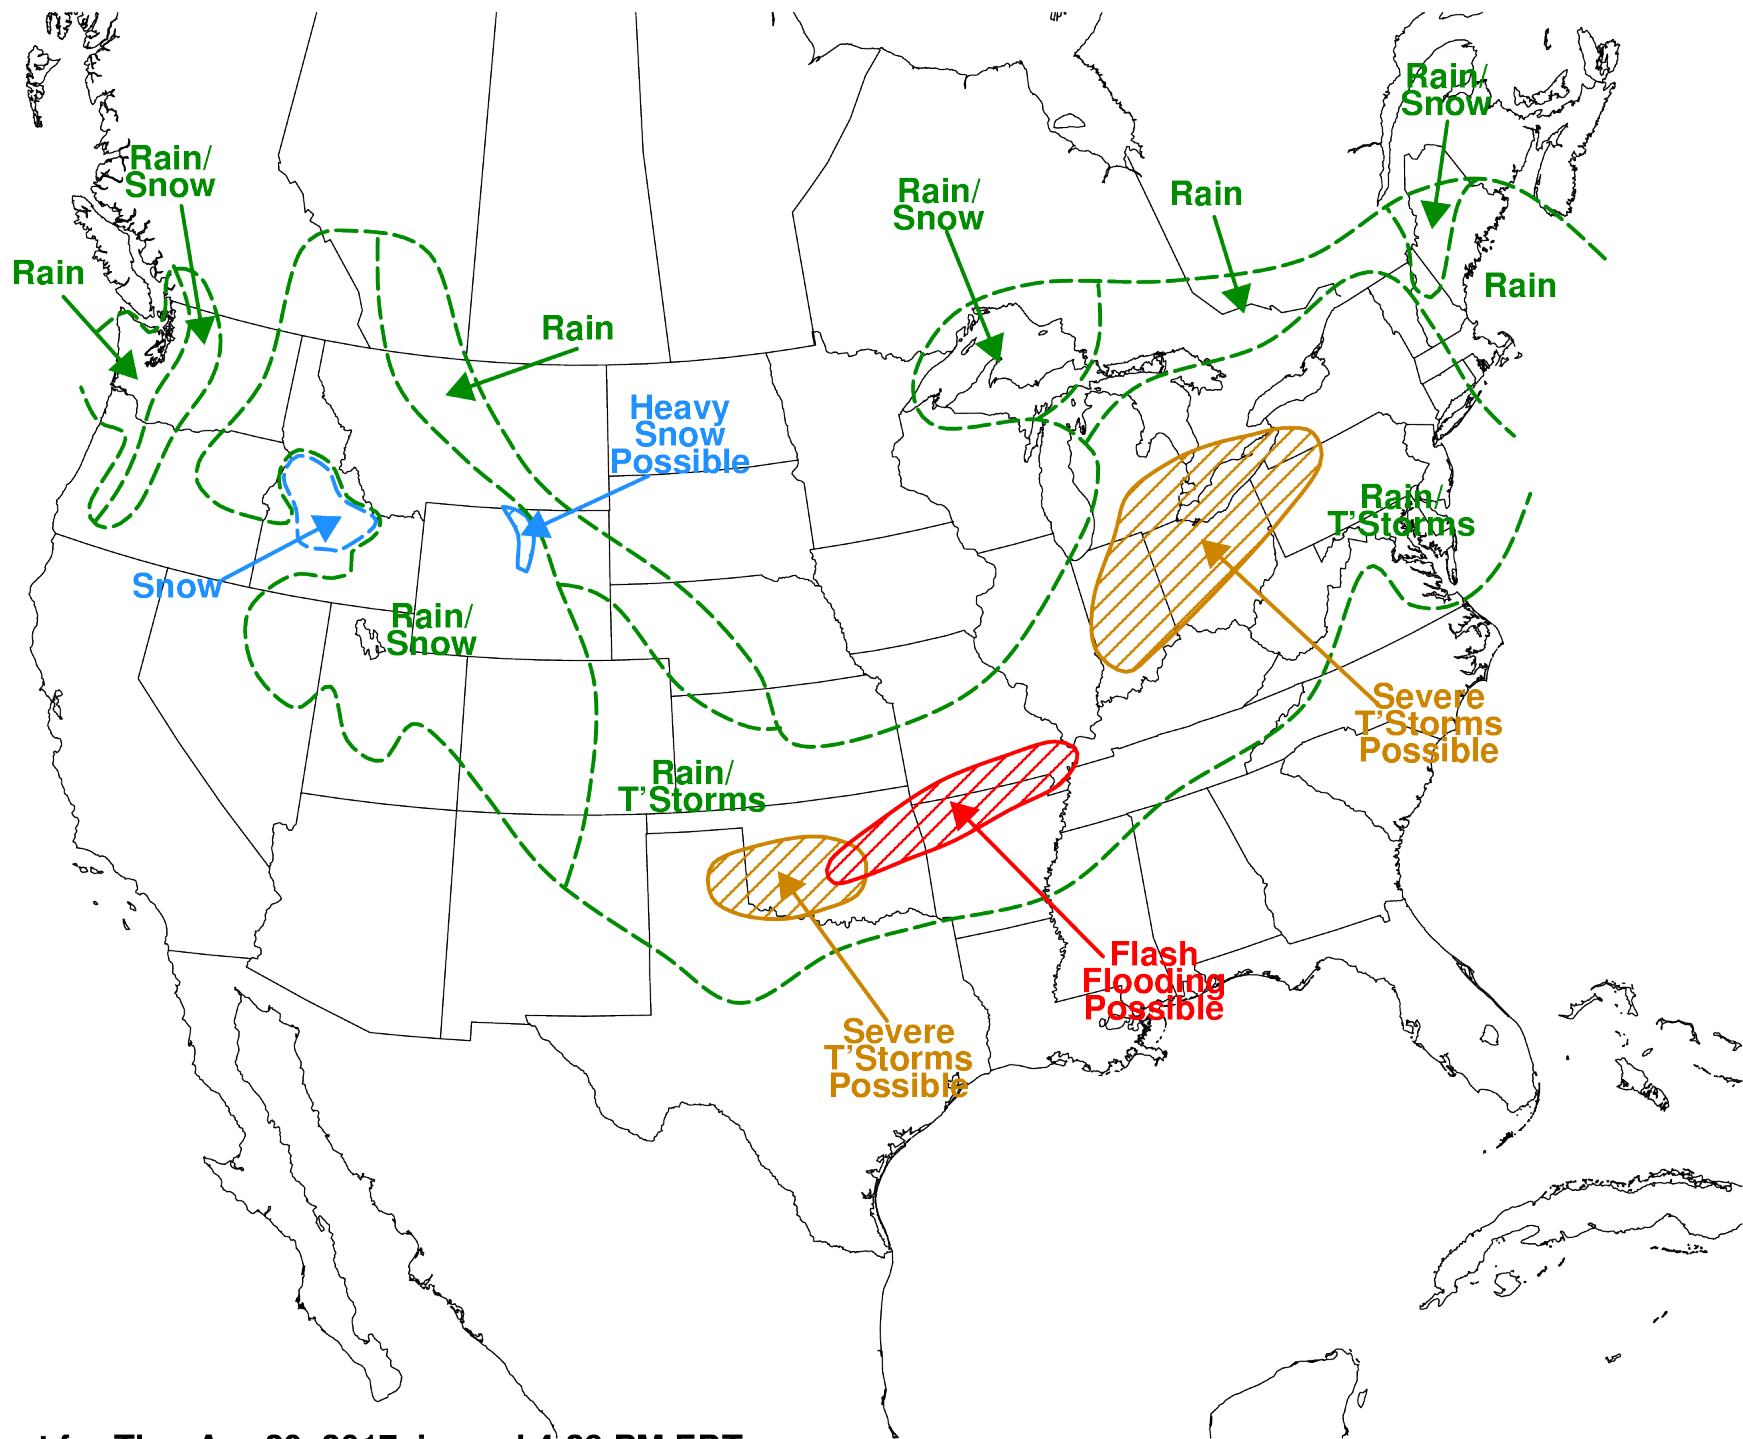 Rain/
Snow
Rain/
Snow
Rain/
Snow
Rain
Rain
Rain
Rain
Heavy
Snow
Possible
Rain/
T'Storms
Snow
Rain/
Snow
Severe
T'Storms
Possible
Rain/
T'Storms
Flash
Flooding
Possible
Severe
T'Storms
Possible